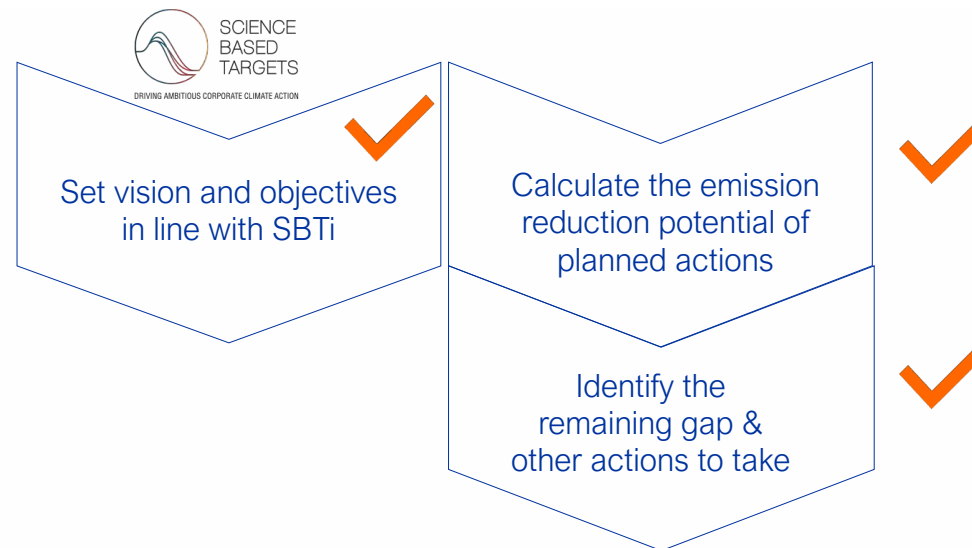 SCIENCE
BASED
TARGETS
DRIVING AMBITIOUS CORPORATE CLIMATE ACTION
Set vision and objectives
in line with SBTi
Calculate the emission
reduction potential of
planned actions
Identify the
remaining gap &
other actions to take